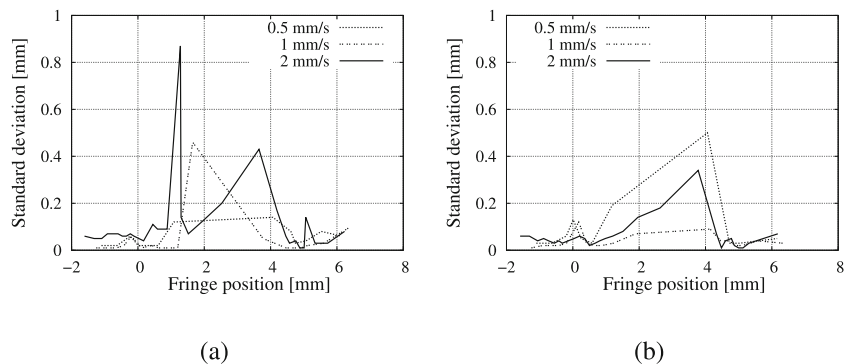 1
0.8
0.6
0.4
0.2
0
−2 0 2 4 6 8
Standard deviation [mm]
Fringe position [mm]
0.5 mm/s
1 mm/s
2 mm/s
(a)
1
0.8
0.6
0.4
0.2
0
−2 0 2 4 6 8
Standard deviation [mm]
Fringe position [mm]
0.5 mm/s
1 mm/s
2 mm/s
(b)